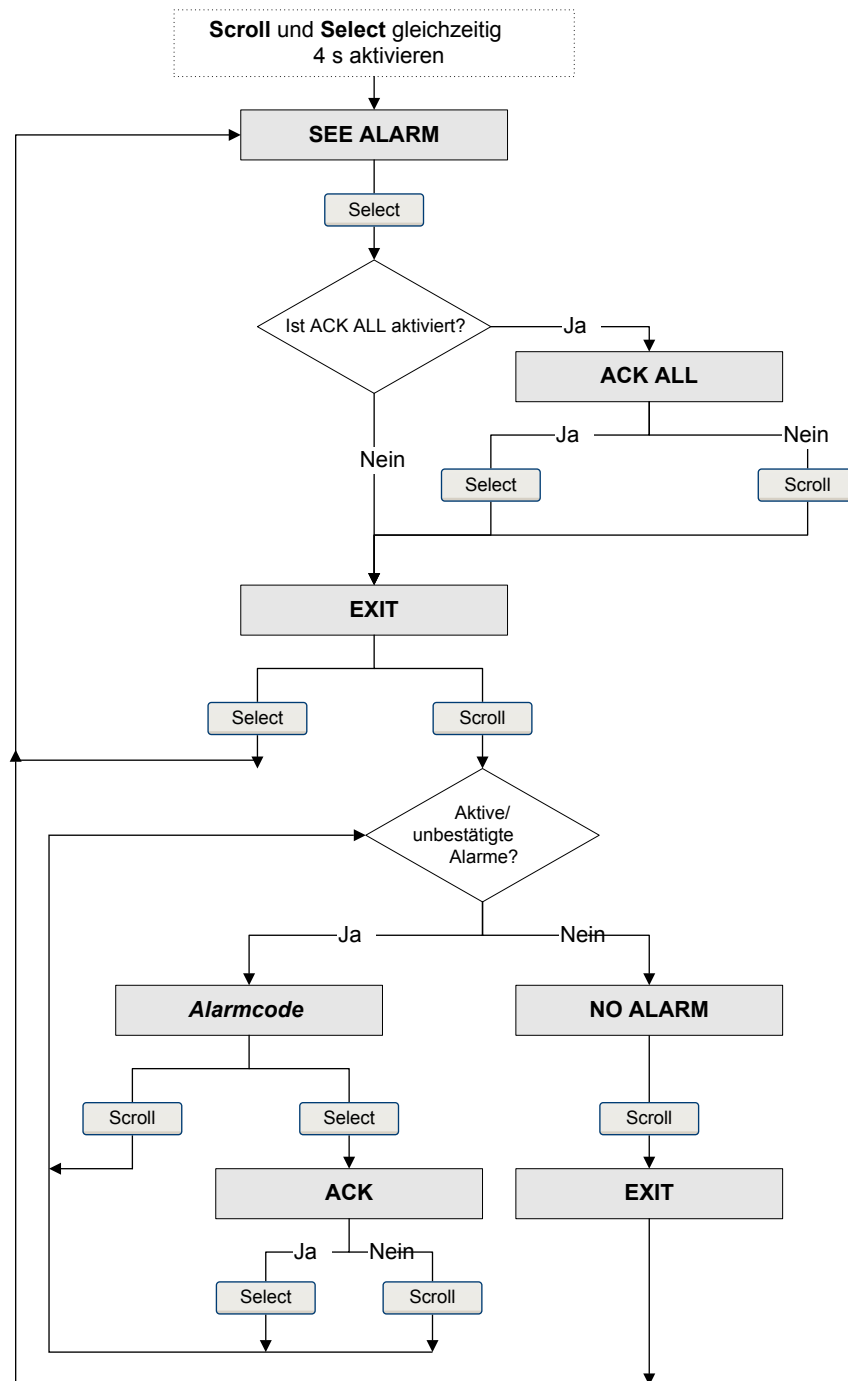 Scroll und Select gleichzeitig
4 s aktivieren
SEE ALARM
Select
Ist ACK ALL aktiviert?
Ja
ACK ALL
Nein
Ja
Nein
Select
Scroll
EXIT
Select
Scroll
Aktive/
unbestätigte
Alarme?
Ja
Nein
Alarmcode
NO ALARM
Scroll
Select
Scroll
ACK
EXIT
Ja
Nein
Select
Scroll